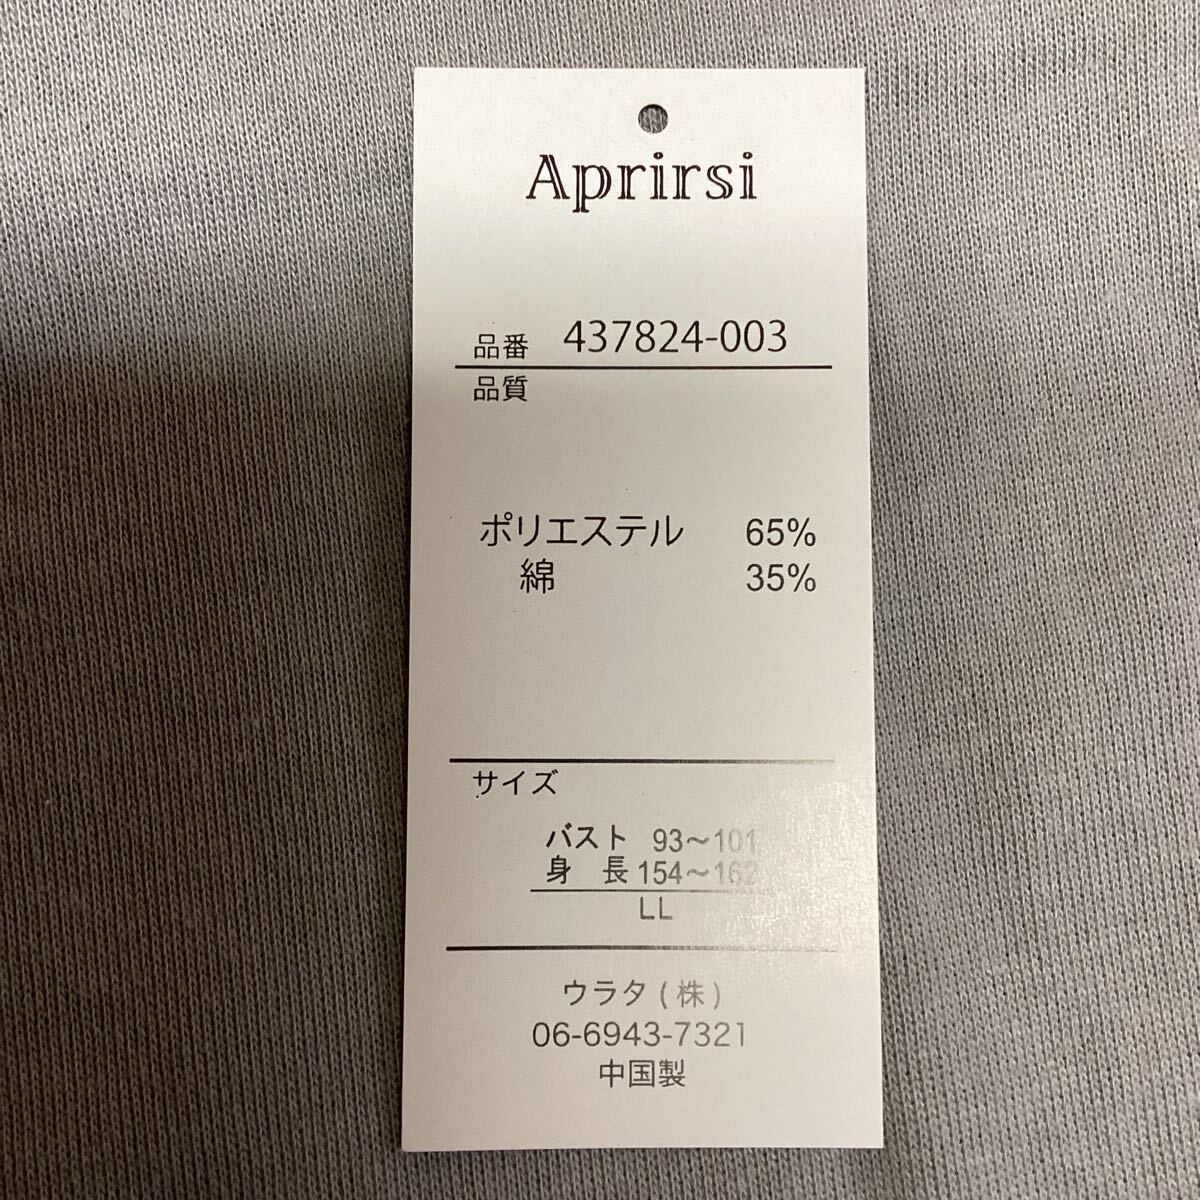 Aprirsi
品番 437824-003
品質
ポリエステル 65%
綿 35%
サイズ
バスト 93〜101
身 長 154〜162
LL
ウラタ(株)
06-6943-7321
中国製